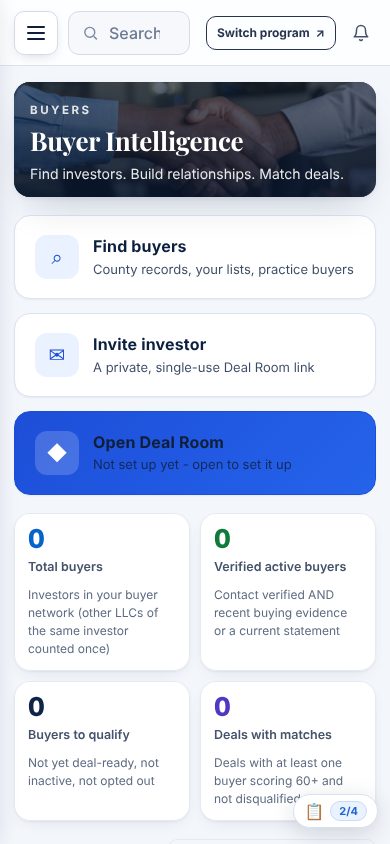 Search
Switch program ↗
BUYERS
Buyer Intelligence
Find investors. Build relationships. Match deals.
Find buyers
County records, your lists, practice buyers
Invite investor
A private, single-use Deal Room link
Open Deal Room
Not set up yet - open to set it up
0
Total buyers
Investors in your buyer
network (other LLCs of
the same investor
counted once)
0
Verified active buyers
Contact verified AND
recent buying evidence
or a current statement
0
Buyers to qualify
Not yet deal-ready, not
inactive, not opted out
0
Deals with matches
Deals with at least one
buyer scoring 60+ and
not disqualified
2/4